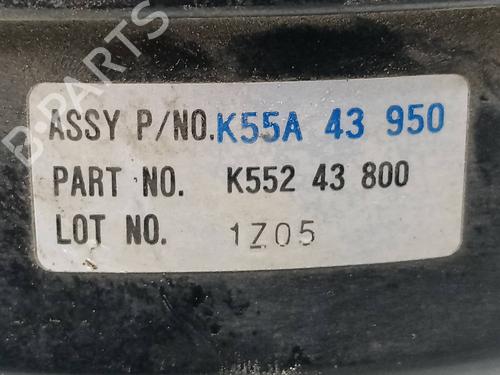 B-PARTS
ASSY P/NO. K55A 43 950
PART NO. K552 43 800
LOT NO. 1Z05